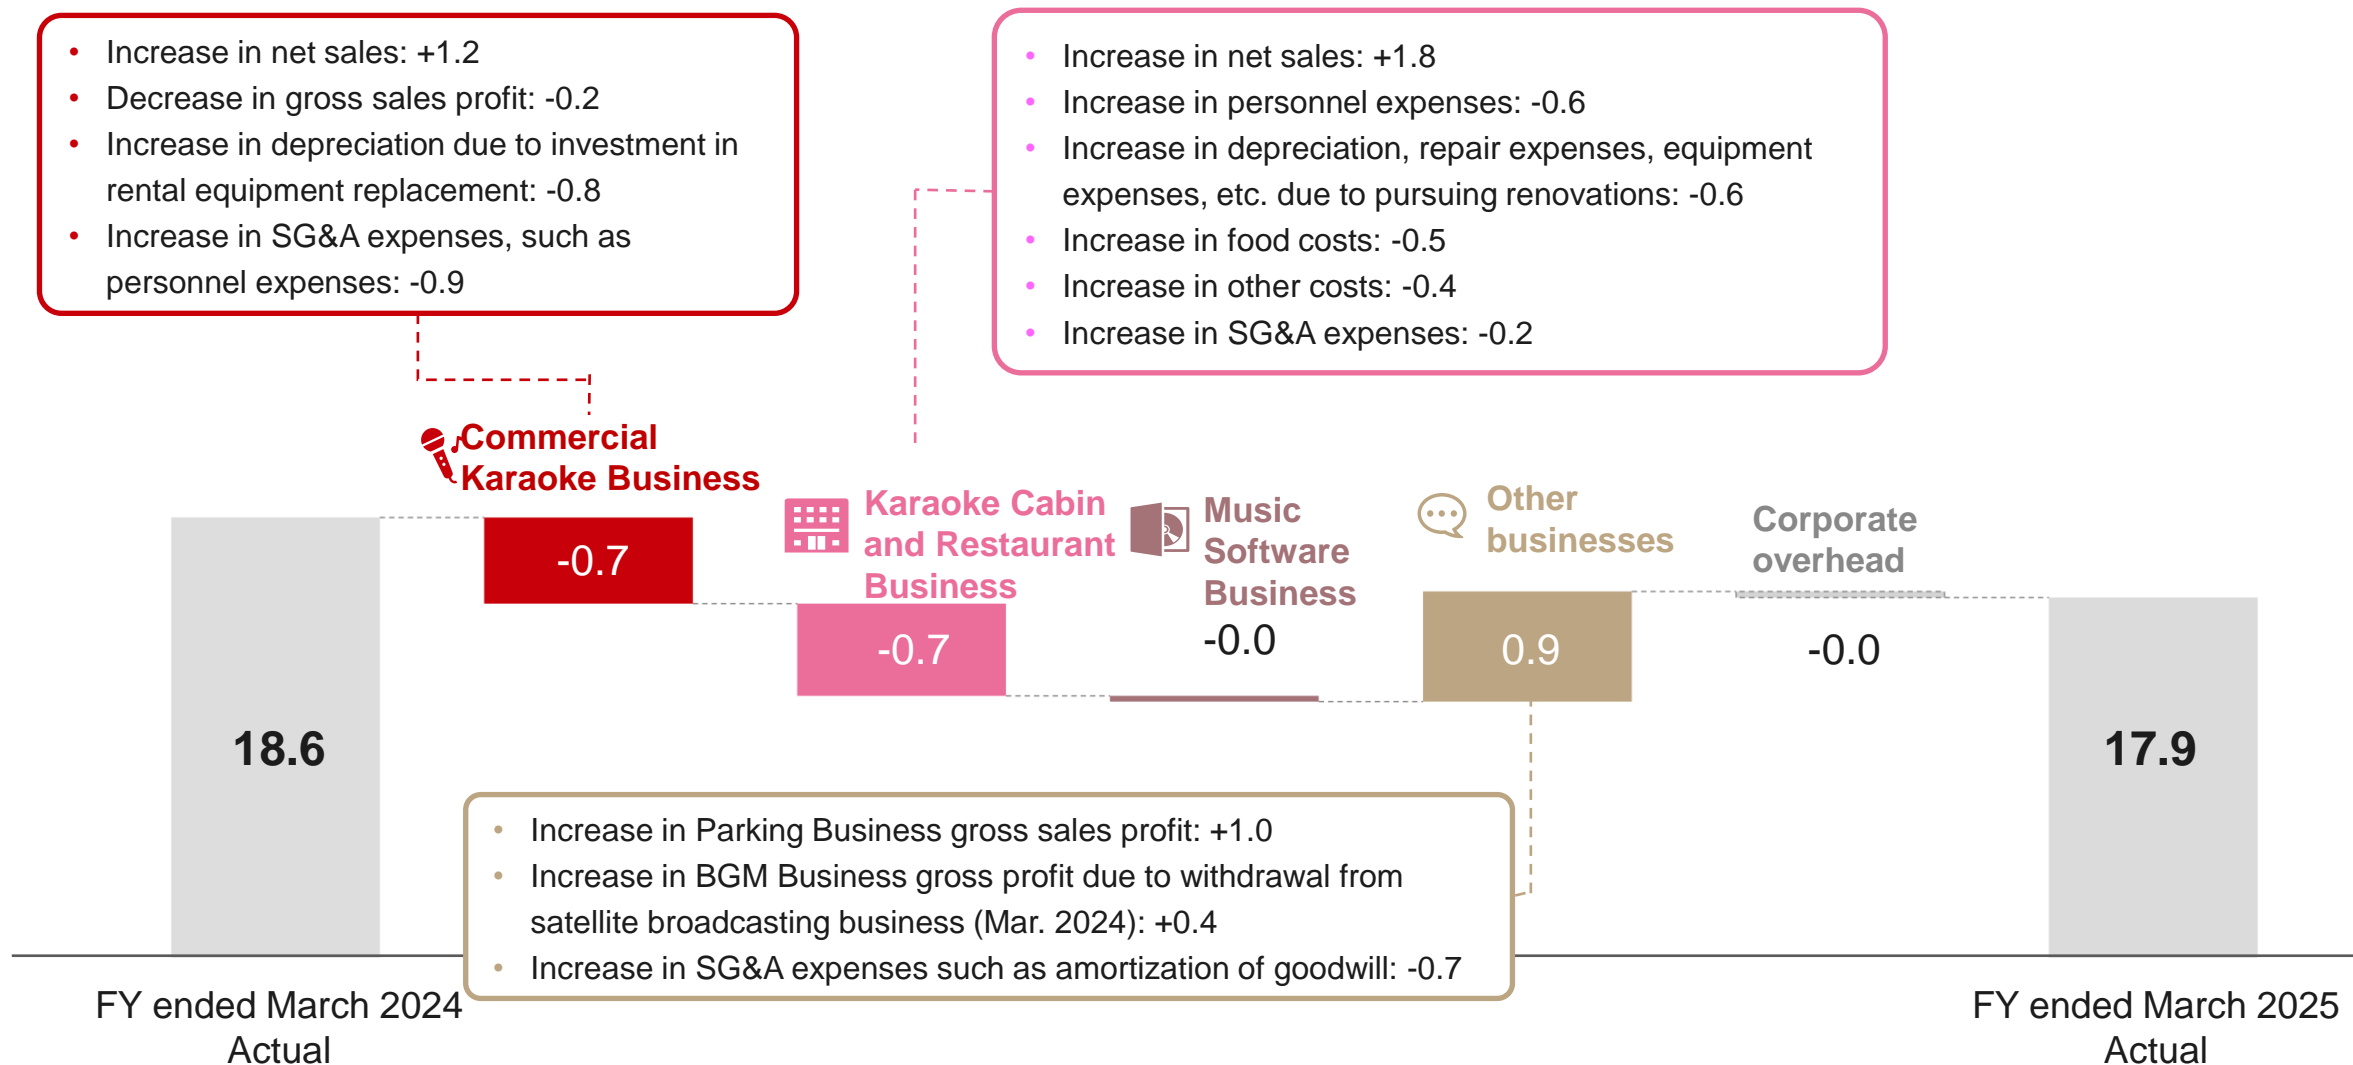 • Increase in net sales: +1.2
• Decrease in gross sales profit: -0.2
• Increase in depreciation due to investment in
rental equipment replacement: -0.8
• Increase in SG&A expenses, such as
personnel expenses: -0.9
• Increase in net sales: +1.8
• Increase in personnel expenses: -0.6
• Increase in depreciation, repair expenses, equipment
expenses, etc. due to pursuing renovations: -0.6
• Increase in food costs: -0.5
• Increase in other costs: -0.4
• Increase in SG&A expenses: -0.2
Commercial
Karaoke Business
Karaoke Cabin
and Restaurant
Business
Music
Software
Business
Other
businesses
Corporate
overhead
18.6
-0.7
-0.7
-0.0
0.9
-0.0
17.9
• Increase in Parking Business gross sales profit: +1.0
• Increase in BGM Business gross profit due to withdrawal from
satellite broadcasting business (Mar. 2024): +0.4
• Increase in SG&A expenses such as amortization of goodwill: -0.7
FY ended March 2024
Actual
FY ended March 2025
Actual